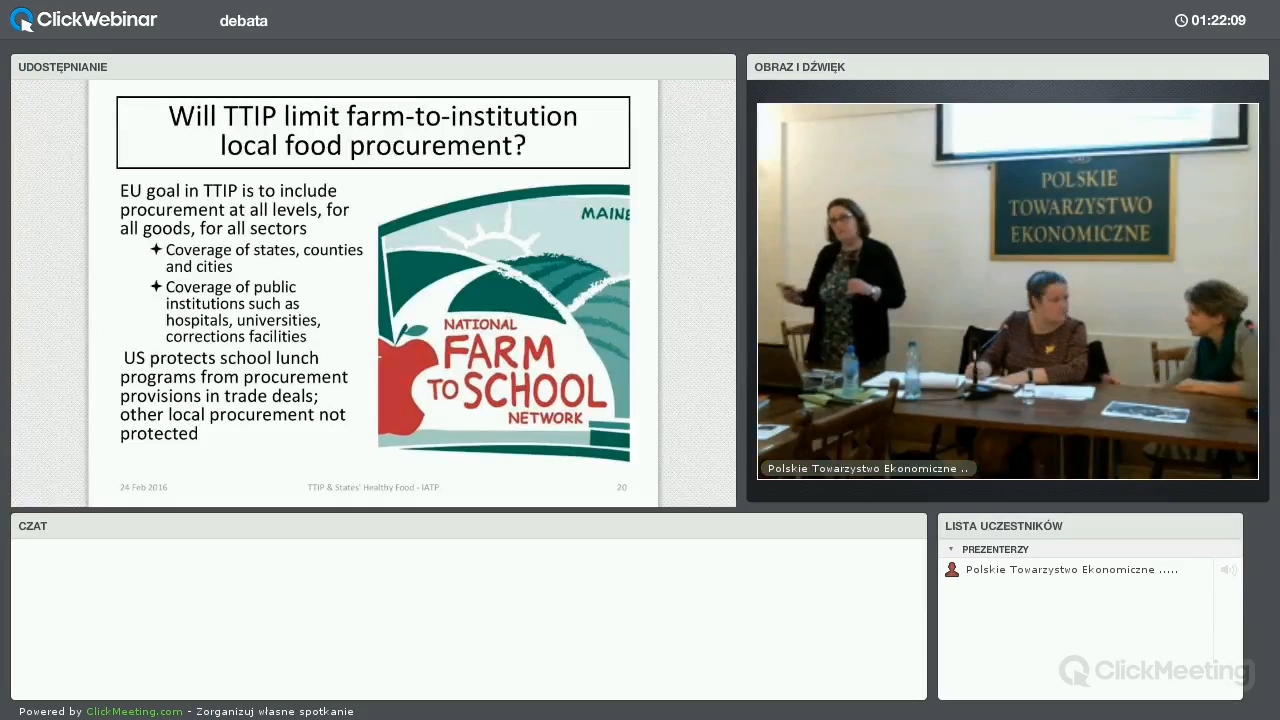 ClickWebinar
debata
01:22:09
UDOSTĘPNIANIE
Will TTIP limit farm-to-institution
local food procurement?
EU goal in TTIP is to include
procurement at all levels, for
all goods, for all sectors
Coverage of states, counties
and cities
Coverage of public
institutions such as
hospitals, universities,
corrections facilities
US protects school lunch
programs from procurement
provisions in trade deals;
other local procurement not
protected
MAINE
NATIONAL
FARM
TO SCHOOL
NETWORK
24 Feb 2016
TTIP & States' Healthy Food - IATP
20
OBRAZ I DŹWIĘK
POLSKIE
TOWARZYSTWO
EKONOMICZNE
Polskie Towarzystwo Ekonomiczne ..
CZAT
LISTA UCZESTNIKÓW
PREZENTERZY
Polskie Towarzystwo Ekonomiczne .....
ClickMeeting
Powered by ClickMeeting.com - Zorganizuj własne spotkanie